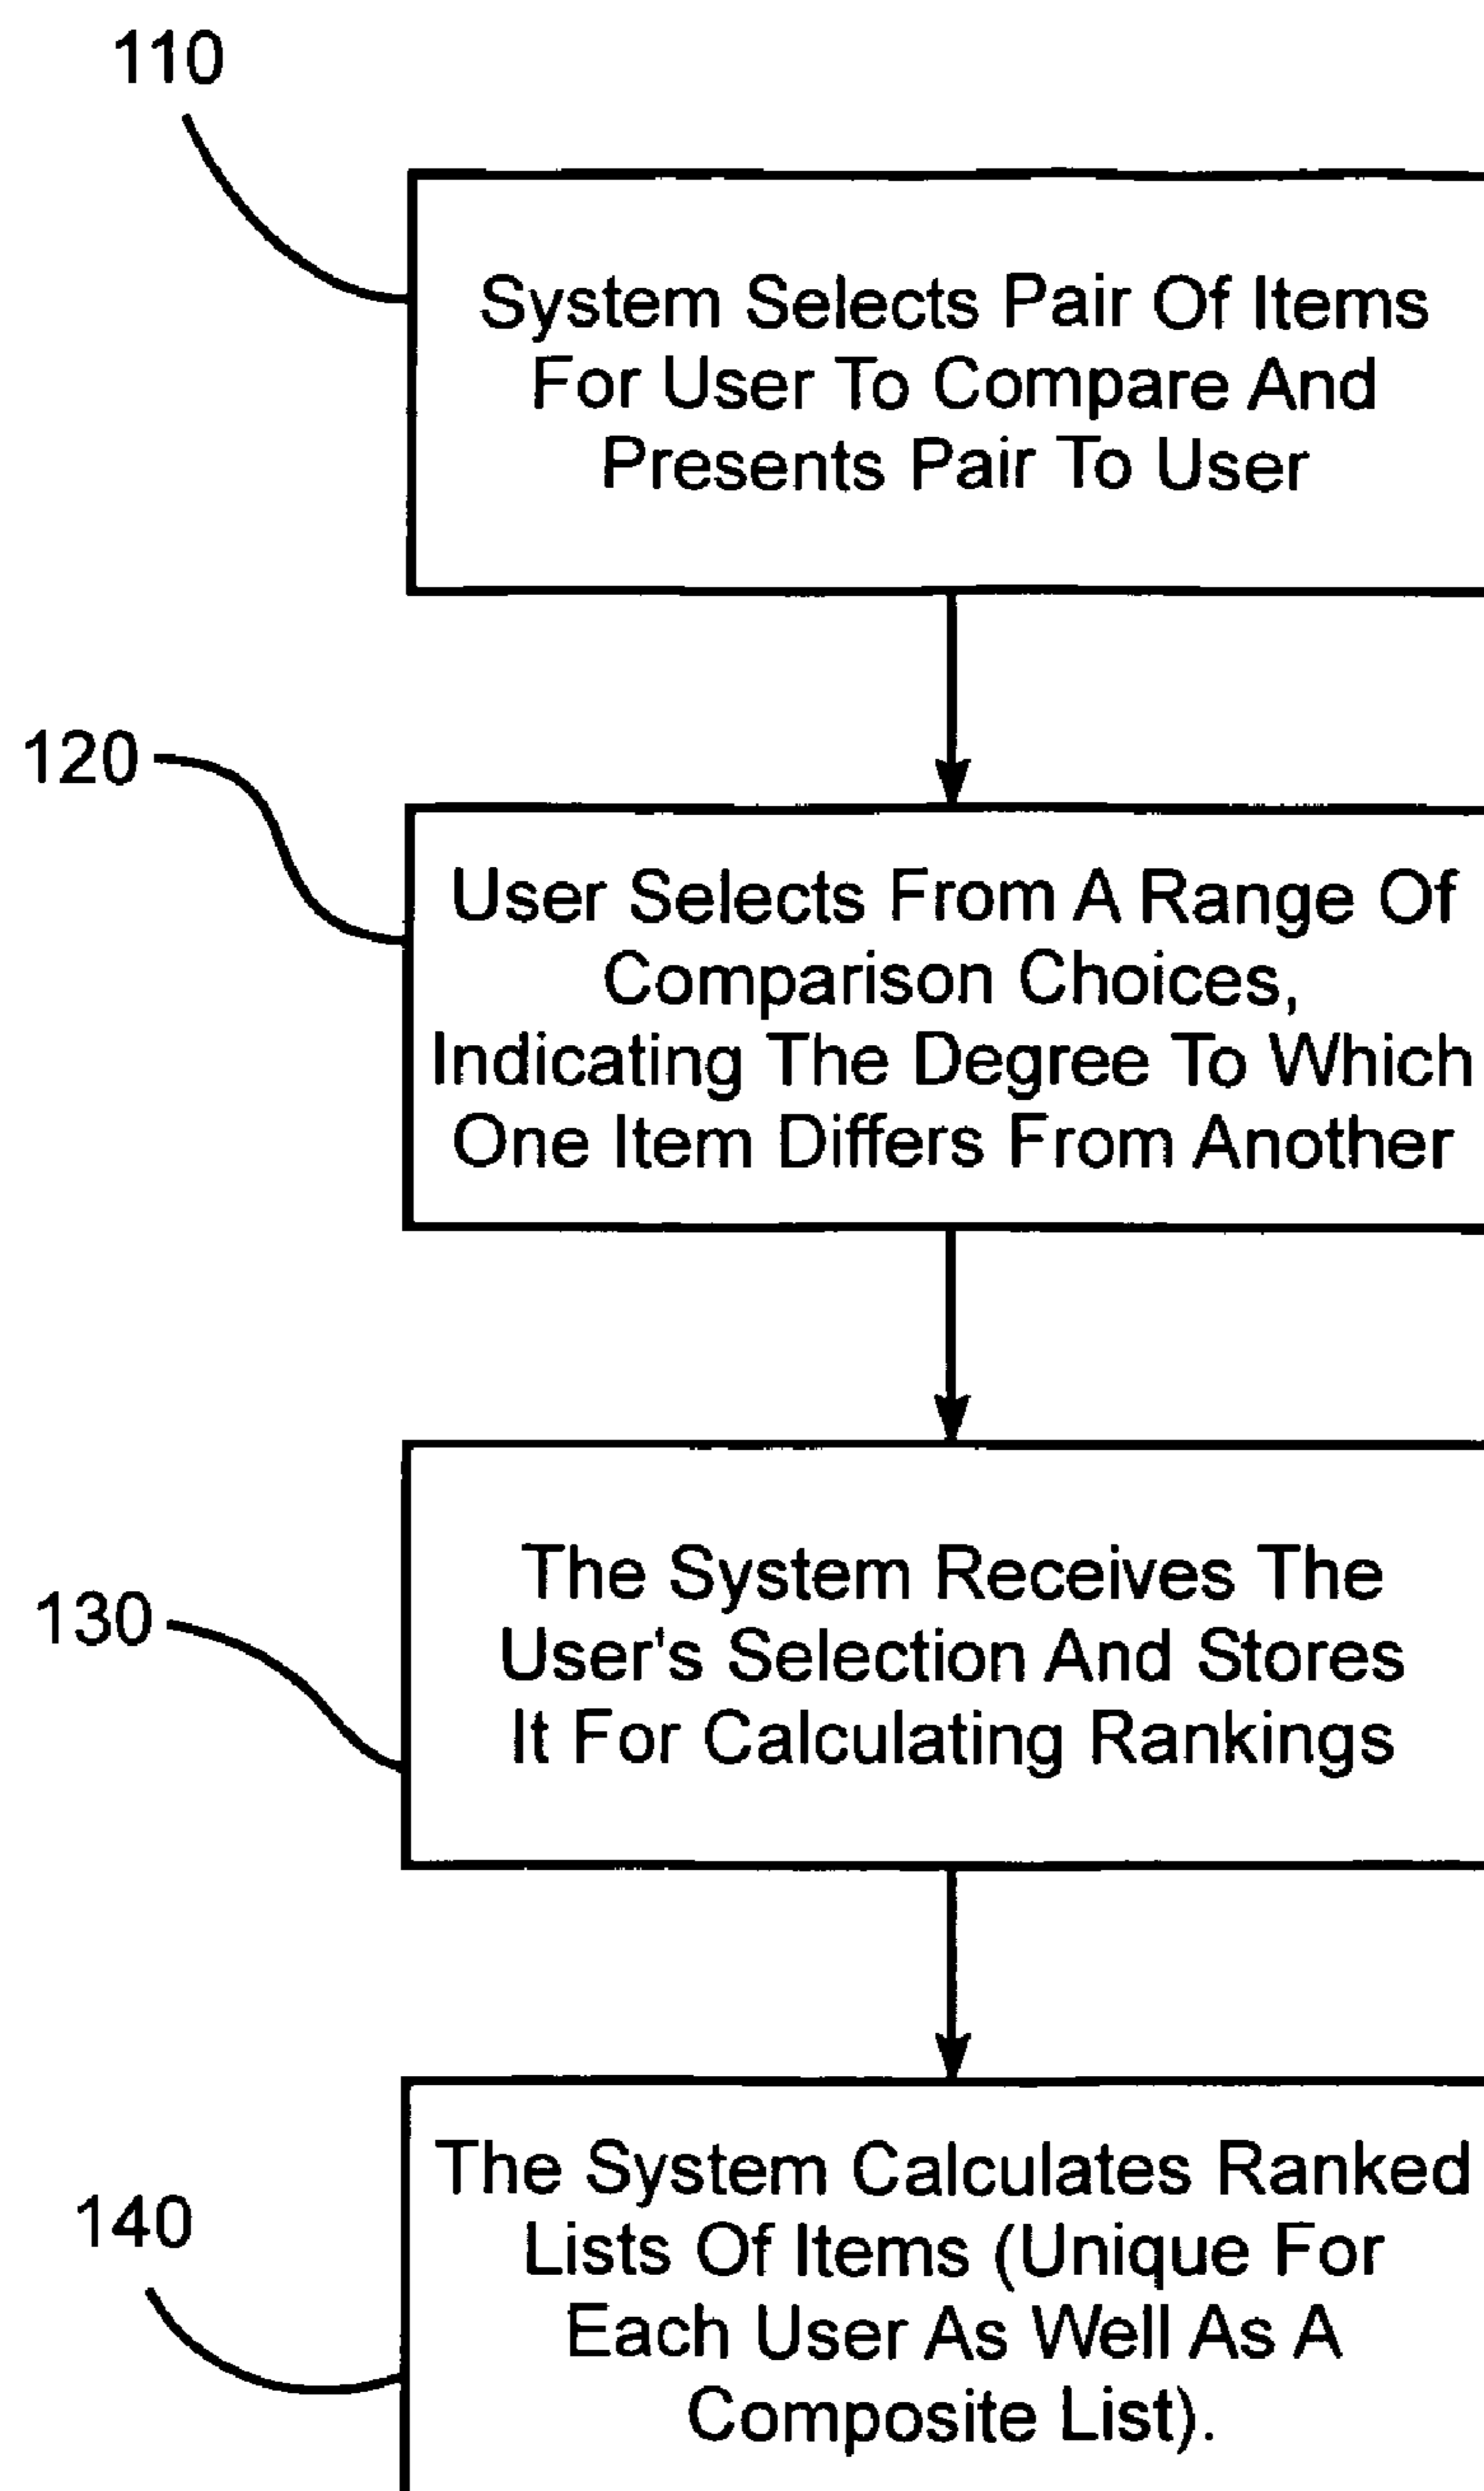 110
System Selects Pair Of Items
For User To Compare And
Presents Pair To User
120
User Selects From A Range Of
Comparison Choices,
Indicating The Degree To Which
One Item Differs From Another
130
The System Receives The
User's Selection And Stores
It For Calculating Rankings
140
The System Calculates Ranked
Lists Of Items (Unique For
Each User As Well As A
Composite List).